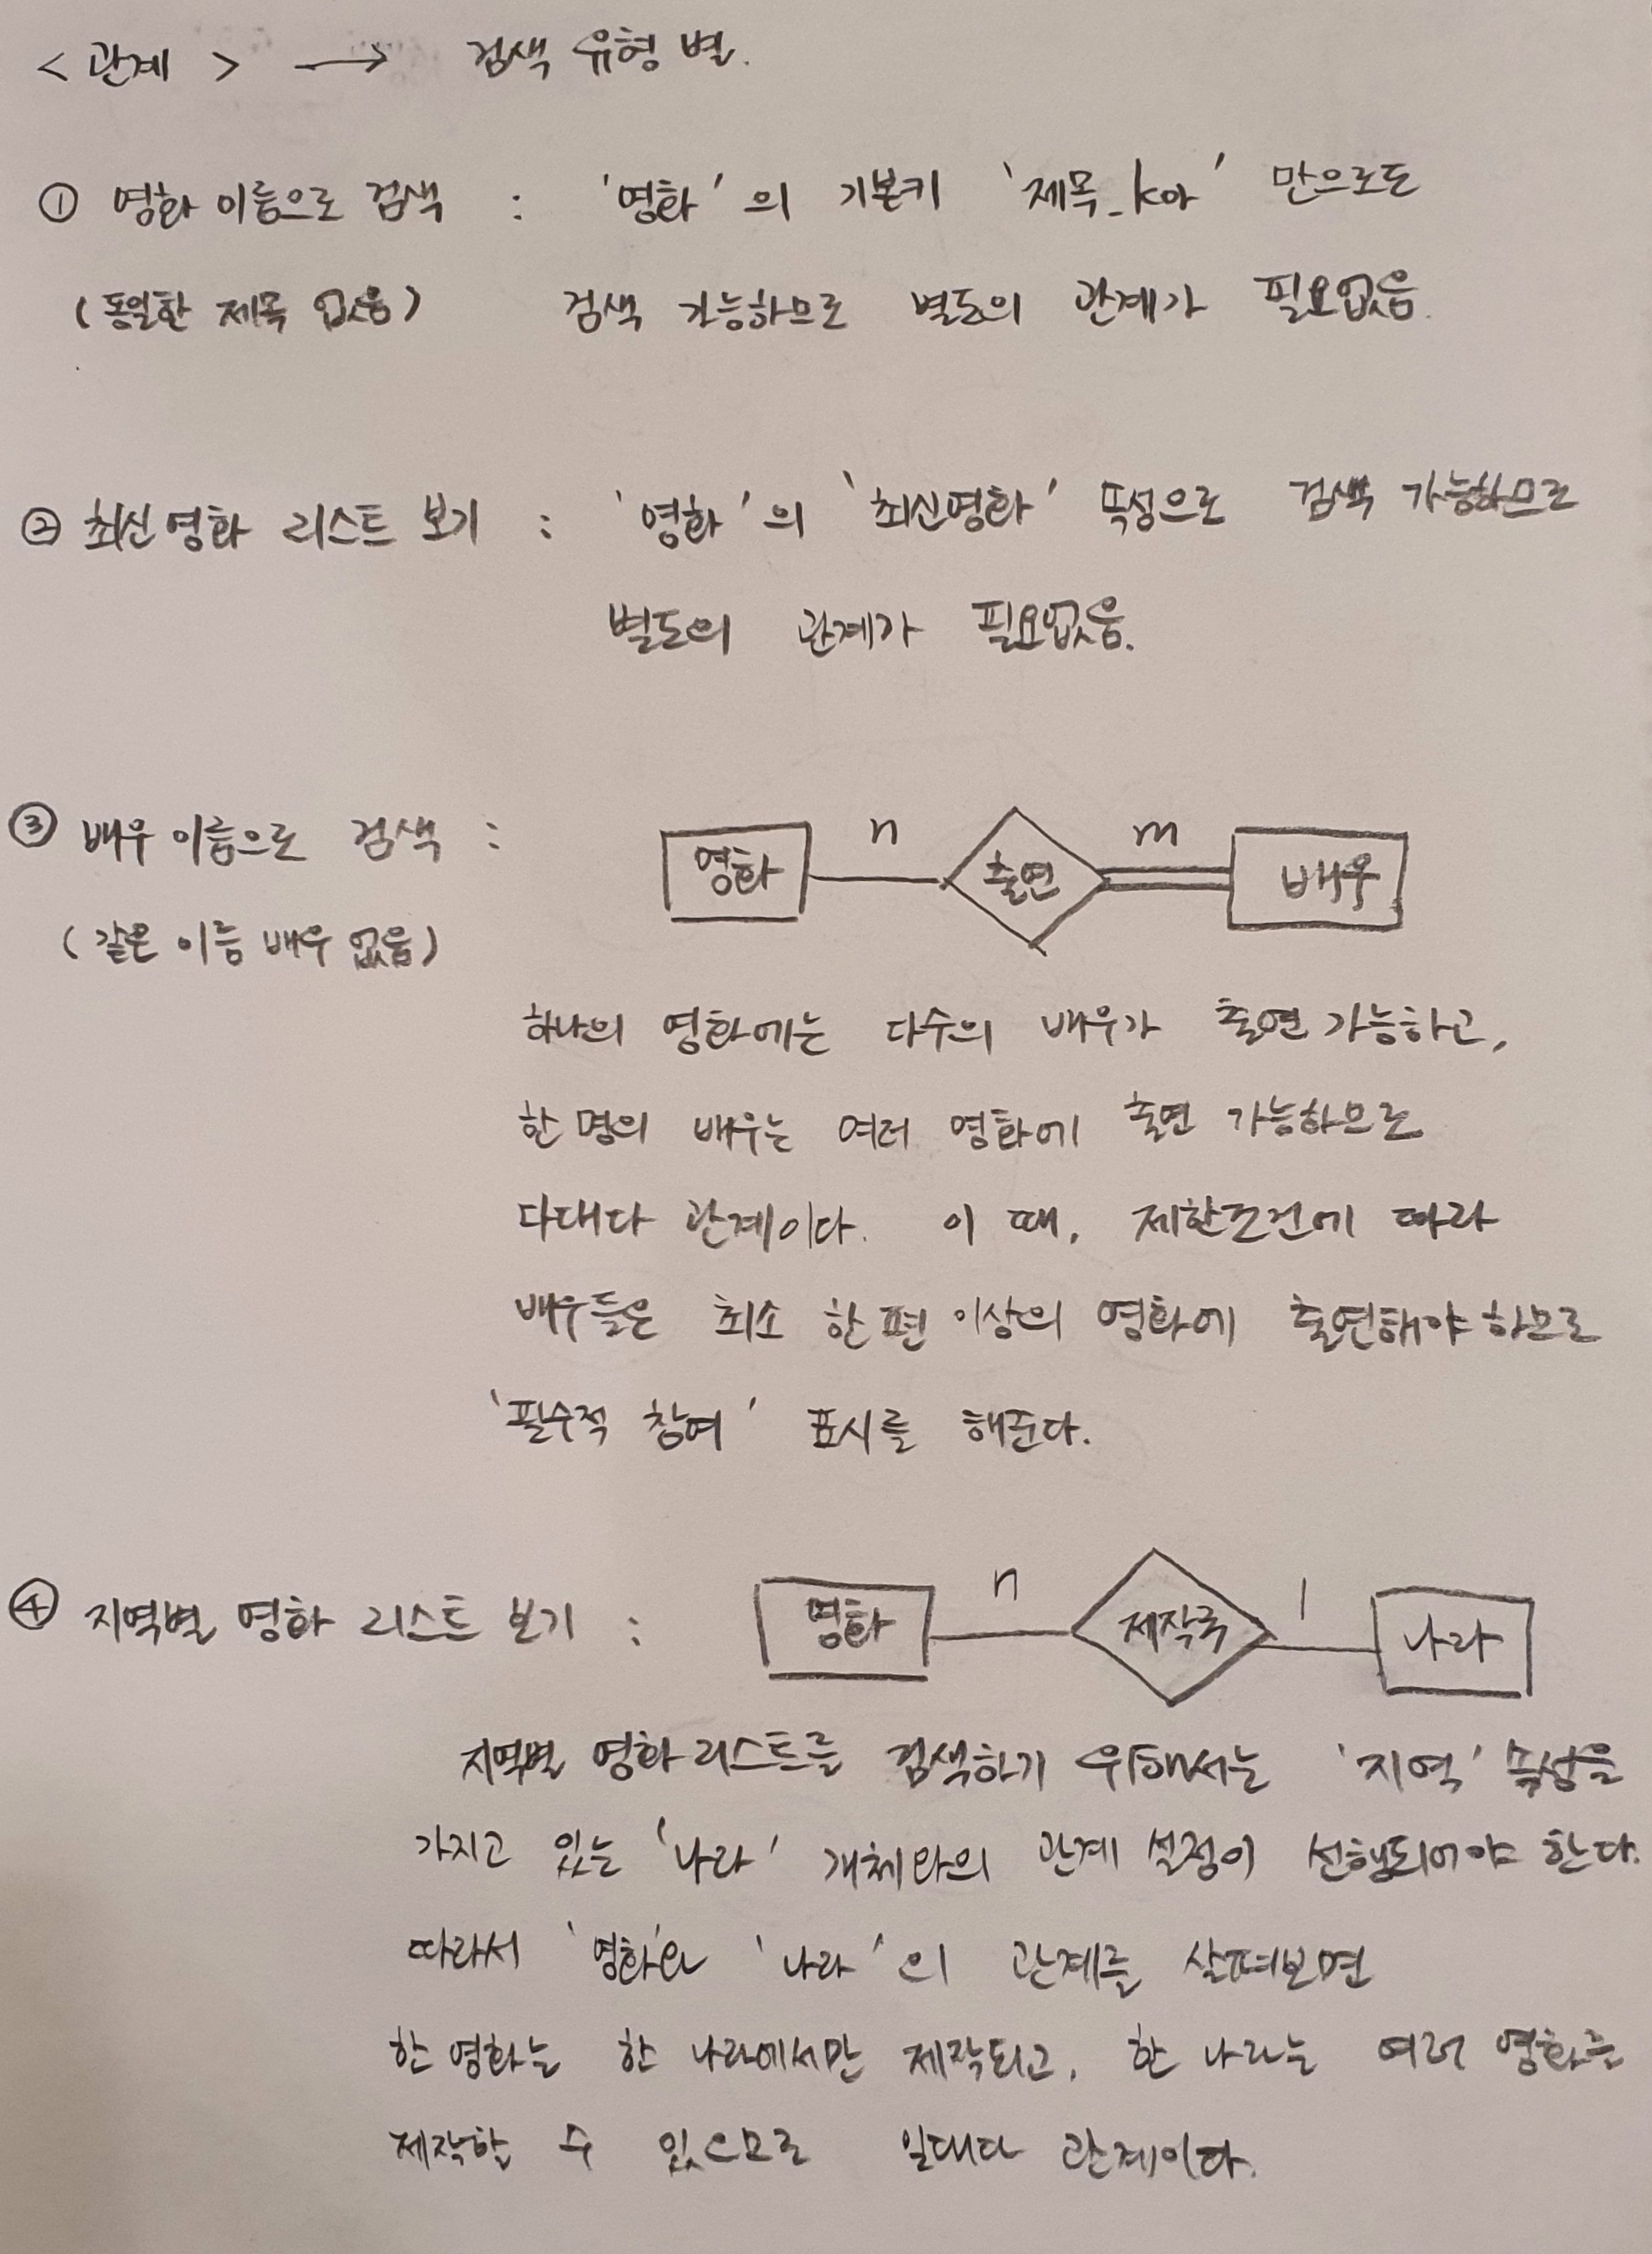 <관계> → 검색 유형 별.
① 영화 이름으로 검색 : '영화'의 기본키 '제목_kor' 만으로도
(동일한 제목 없음) 검색 가능하므로 별도의 관계가 필요없음.
② 최신영화 리스트 보기 : '영화'의 '최신영화' 속성으로 검색 가능하므로
별도의 관계가 필요없음.
③ 배우 이름으로 검색 :
n m
영화 출연 배우
(같은 이름 배우 없음)
하나의 영화에는 다수의 배우가 출연 가능하고,
한 명의 배우는 여러 영화에 출연 가능하므로
다대다 관계이다. 이 때, 제한조건에 따라
배우들은 최소 한 편 이상의 영화에 출연해야 하므로
'필수적 참여' 표시를 해준다.
④ 지역별 영화 리스트 보기 :
n 1
영화 제작국 나라
지역별 영화 리스트를 검색하기 위해서는 '지역' 속성을
가지고 있는 '나라' 개체와의 관계 설정이 선행되어야 한다.
따라서 '영화'와 '나라'의 관계를 살펴보면
한 영화는 한 나라에서만 제작되고, 한 나라는 여러 영화를
제작할 수 있으므로 일대다 관계이다.